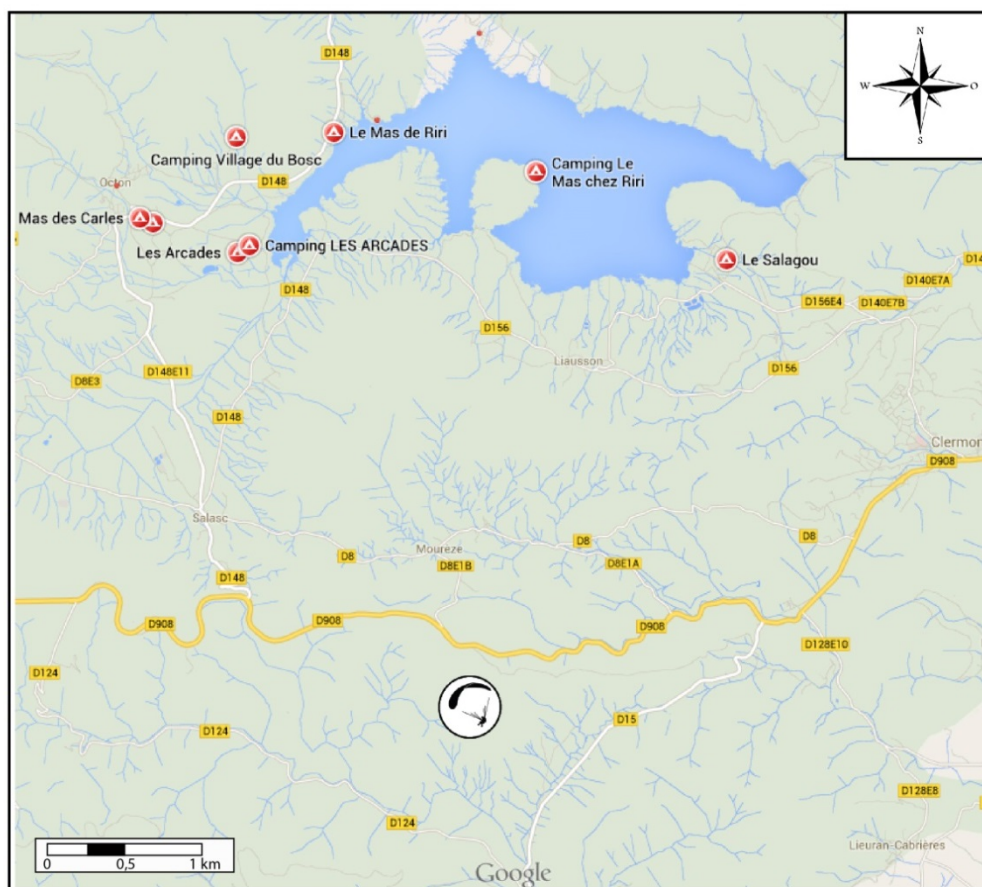 N
W
O
S
D148
Le Mas de Riri
Camping Village du Bosc
Camping Le
Mas chez Riri
D148
Octon
Mas des Carles
Les Arcades
Camping LES ARCADES
Le Salagou
D148
D140E7A
D156E4
D140E7B
D156
Liausson
D156
D148E11
D8E3
D148
Clermon
D908
Salasc
D8
D8
D8
Mourèze
D8E1B
D8E1A
D148
D908
D908
D908
D128E10
D124
D15
D124
D128E8
D124
Lieuran-Cabrières
0
0,5
1 km
Google